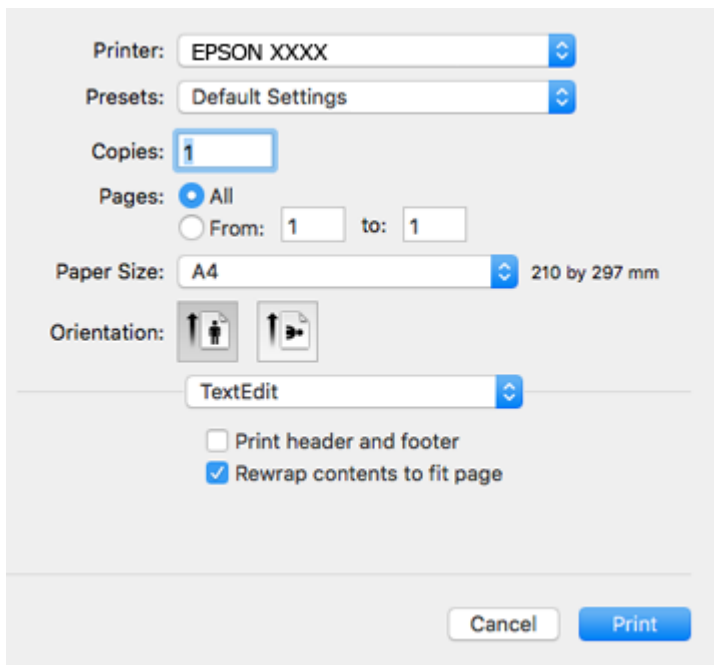 Printer: EPSON XXXX
Presets: Default Settings
Copies: 1
Pages: All
From: 1 to: 1
Paper Size: A4 210 by 297 mm
Orientation:
TextEdit
Print header and footer
Rewrap contents to fit page
Cancel Print